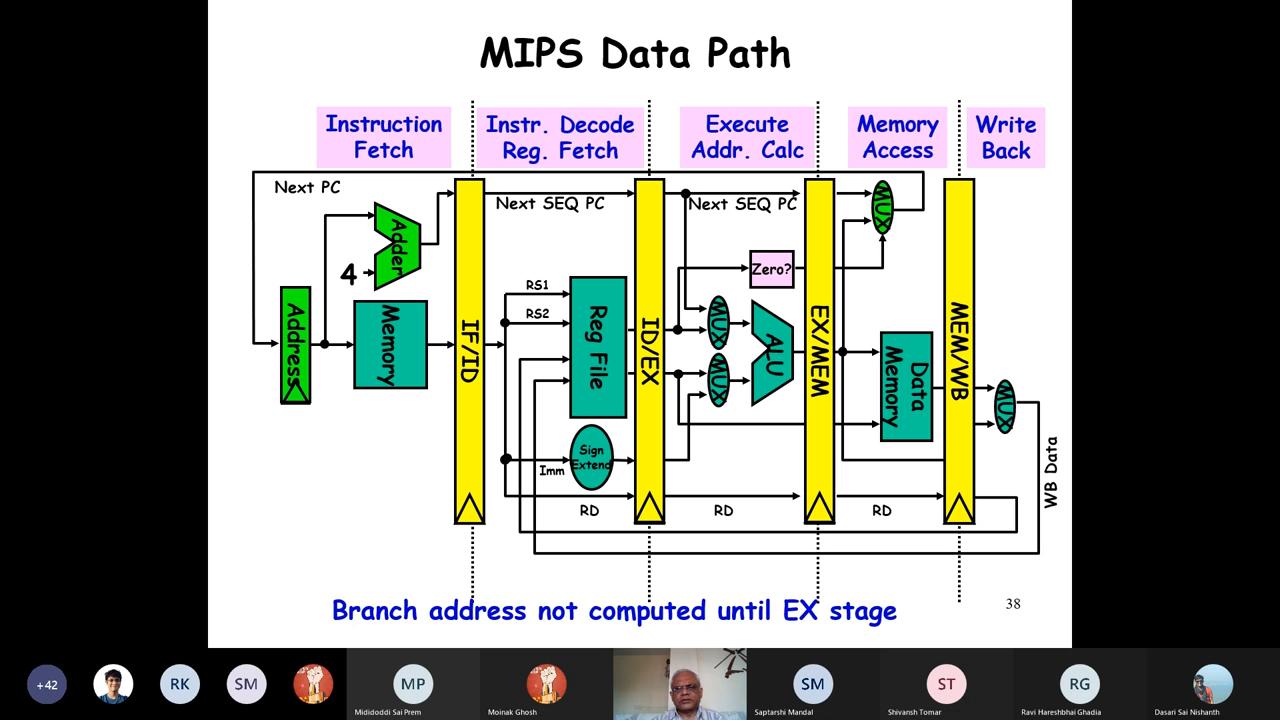 MIPS Data Path
Instruction
Fetch
Instr. Decode
Reg. Fetch
Execute
Addr. Calc
Memory
Access
Write
Back
Next PC
Next SEQ PC
Next SEQ PC
MUX
Adder
4
Zero?
RS1
RS2
Address
Memory
IF/ID
Reg File
ID/EX
MUX
MUX
ALU
EX/MEM
Data
Memory
MEM/WB
MUX
Sign
Extend
Imm
WB Data
RD
RD
RD
Branch address not computed until EX stage
38
+42
RK
SM
MP
Mididoddi Sai Prem
Moinak Ghosh
SM
Saptarshi Mandal
ST
Shivansh Tomar
RG
Ravi Hareshbhai Ghadia
Dasari Sai Nishanth